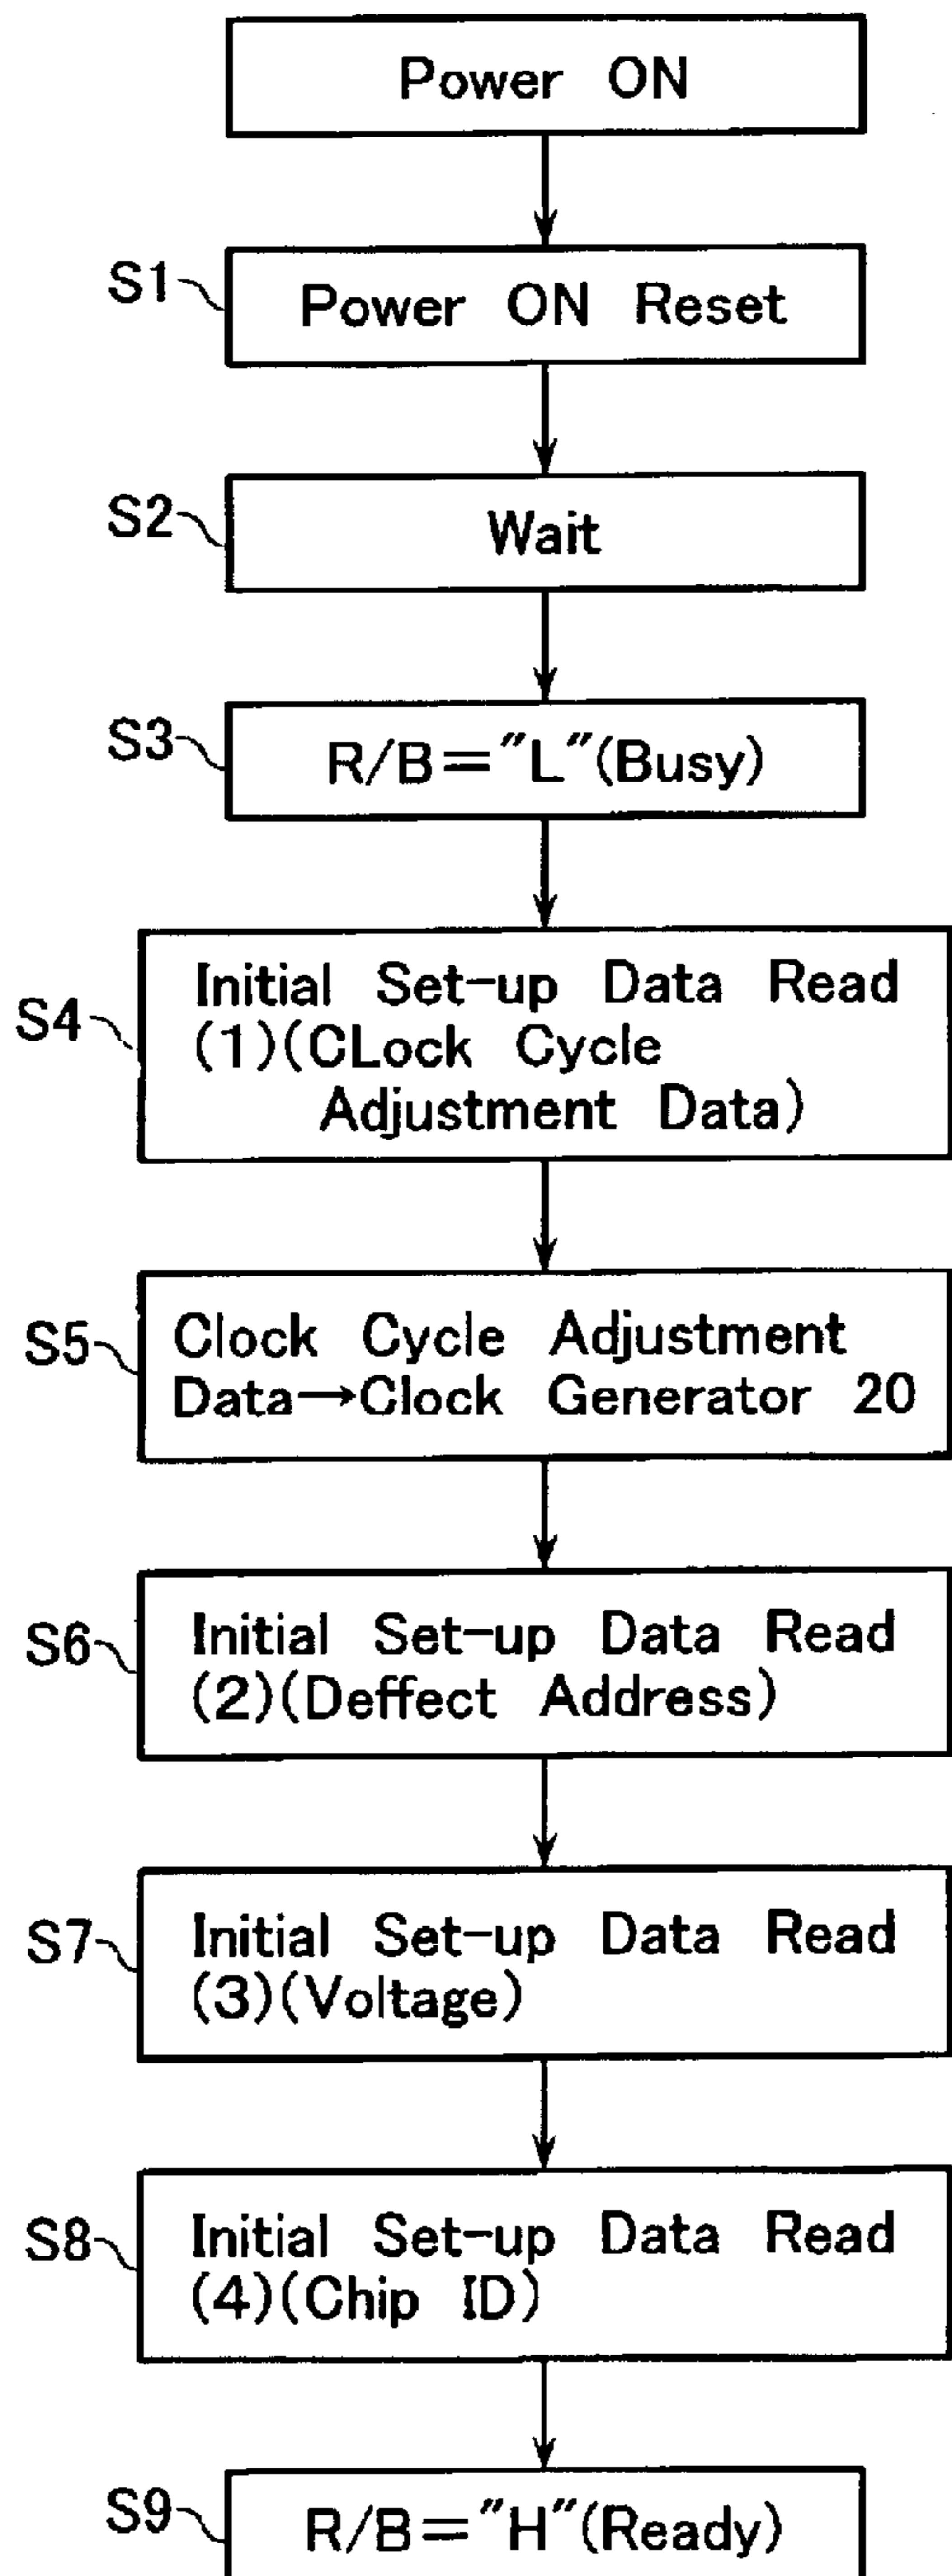 Power ON
S1
Power ON Reset
S2
Wait
S3
R/B="L"(Busy)
S4
Initial Set-up Data Read
(1)(CLock Cycle
Adjustment Data)
S5
Clock Cycle Adjustment
Data→Clock Generator 20
S6
Initial Set-up Data Read
(2)(Deffect Address)
S7
Initial Set-up Data Read
(3)(Voltage)
S8
Initial Set-up Data Read
(4)(Chip ID)
S9
R/B="H"(Ready)